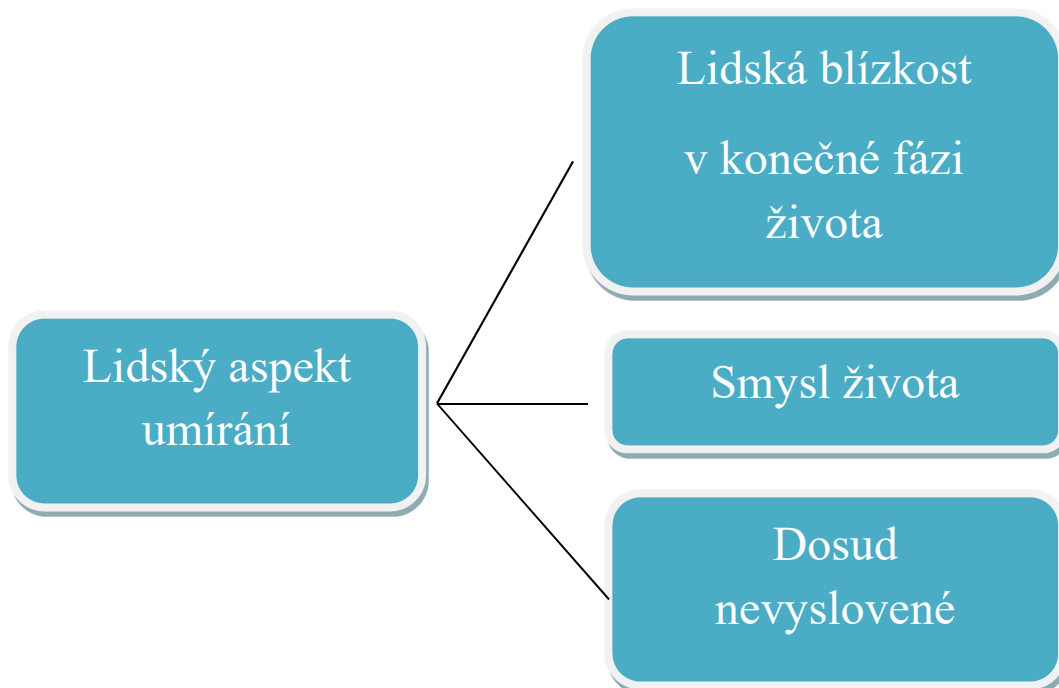 Lidský aspekt
umírání
Lidská blízkost
v konečné fázi
života
Smysl života
Dosud
nevyslovené